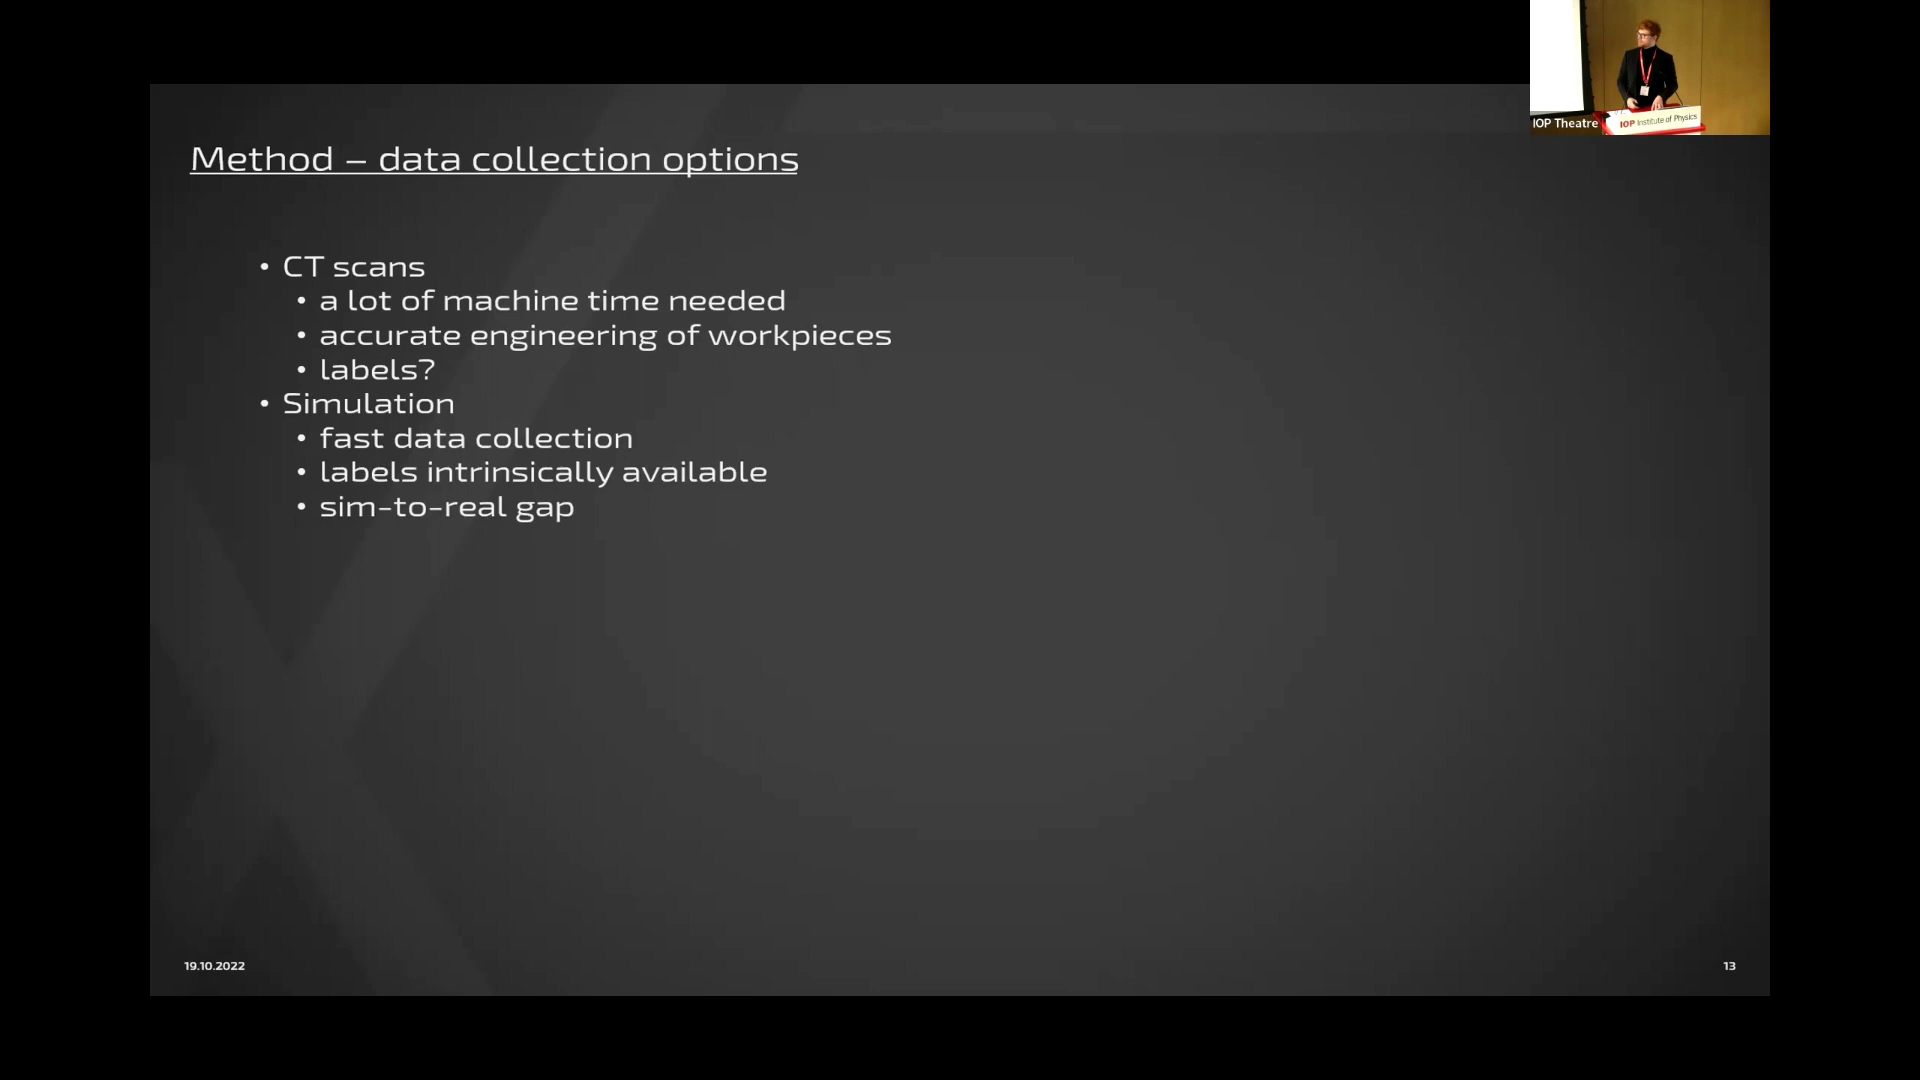 IOP Theatre
IOP Institute of Physics
Method – data collection options
• CT scans
• a lot of machine time needed
• accurate engineering of workpieces
• labels?
• Simulation
• fast data collection
• labels intrinsically available
• sim-to-real gap
19.10.2022
13